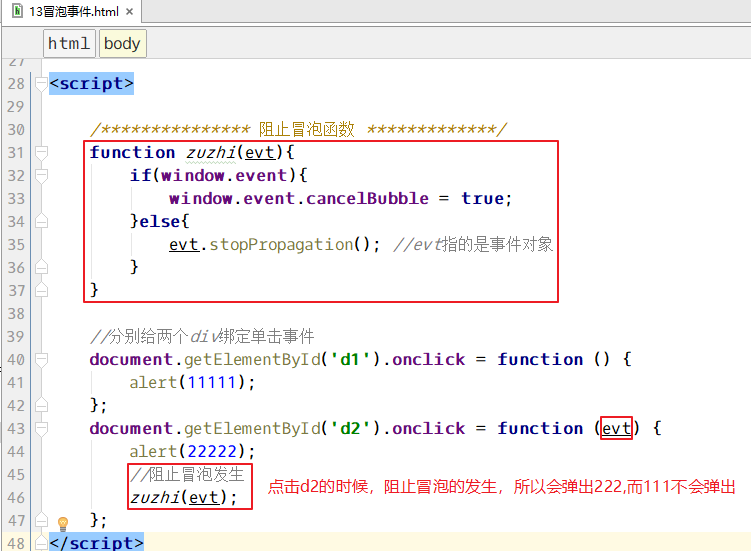 13冒泡事件.html ×
html body
27
28 <script>
29
30 /*************** 阻止冒泡函数 *************/
31 function zuzhi(evt){
32 if(window.event){
33 window.event.cancelBubble = true;
34 }else{
35 evt.stopPropagation(); //evt指的是事件对象
36 }
37 }
38
39 //分别给两个div绑定单击事件
40 document.getElementById('d1').onclick = function () {
41 alert(11111);
42 };
43 document.getElementById('d2').onclick = function (evt) {
44 alert(22222);
45 //阻止冒泡发生
46 zuzhi(evt); 点击d2的时候，阻止冒泡的发生，所以会弹出222,而111不会弹出
47 };
48 </script>